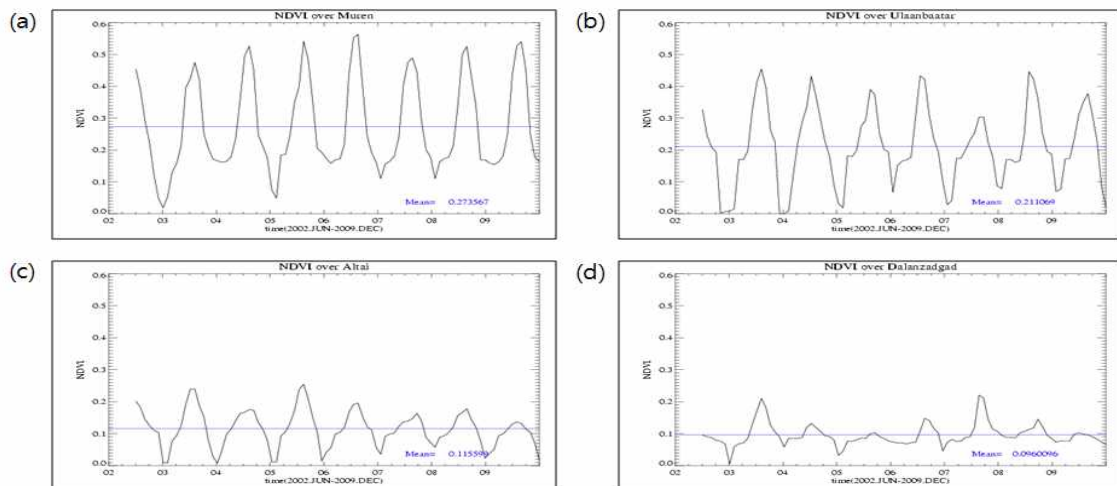 (a)
NDVI over Muren
0.6
0.5
0.4
0.3
0.2
0.1
0.0
NDVI
02 03 04 05 06 07 08 09
time(2002.JUN-2009.DEC)
Mean= 0.273567
(b)
NDVI over Ulaanbaatar
0.6
0.5
0.4
0.3
0.2
0.1
0.0
NDVI
02 03 04 05 06 07 08 09
time(2002.JUN-2009.DEC)
Mean= 0.211069
(c)
NDVI over Altai
0.6
0.5
0.4
0.3
0.2
0.1
0.0
NDVI
02 03 04 05 06 07 08 09
time(2002.JUN-2009.DEC)
Mean=
(d)
NDVI over Dalanzadgad
0.6
0.5
0.4
0.3
0.2
0.1
0.0
NDVI
02 03 04 05 06 07 08 09
time(2002.JUN-2009.DEC)
Mean= 0.0960096